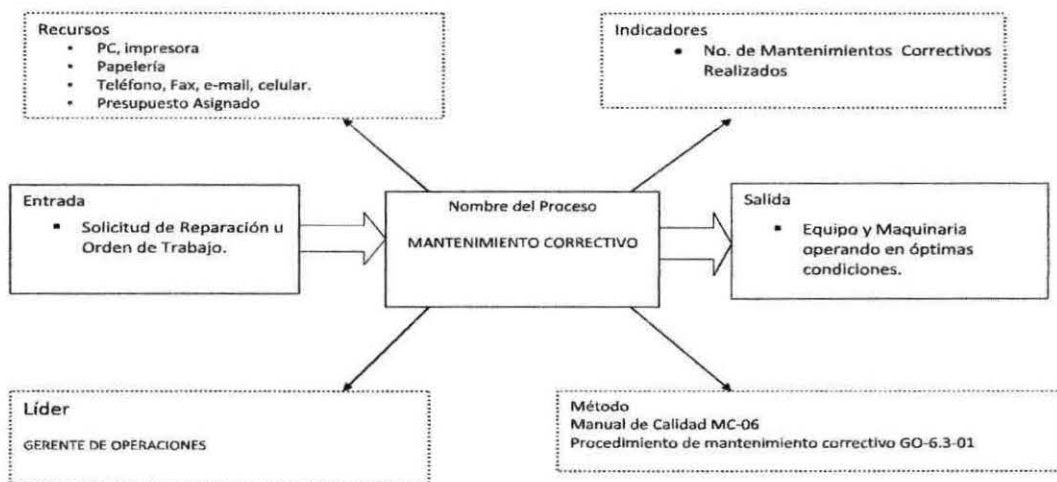 Recursos
• PC, impresora
• Papelería
• Teléfono, Fax, e-mail, celular.
• Presupuesto Asignado
Indicadores
▪ No. de Mantenimientos Correctivos
Realizados
Entrada
▪ Solicitud de Reparación u
Orden de Trabajo.
Nombre del Proceso
MANTENIMIENTO CORRECTIVO
Salida
▪ Equipo y Maquinaria
operando en óptimas
condiciones.
Líder
GERENTE DE OPERACIONES
Método
Manual de Calidad MC-06
Procedimiento de mantenimiento correctivo GO-6.3-01